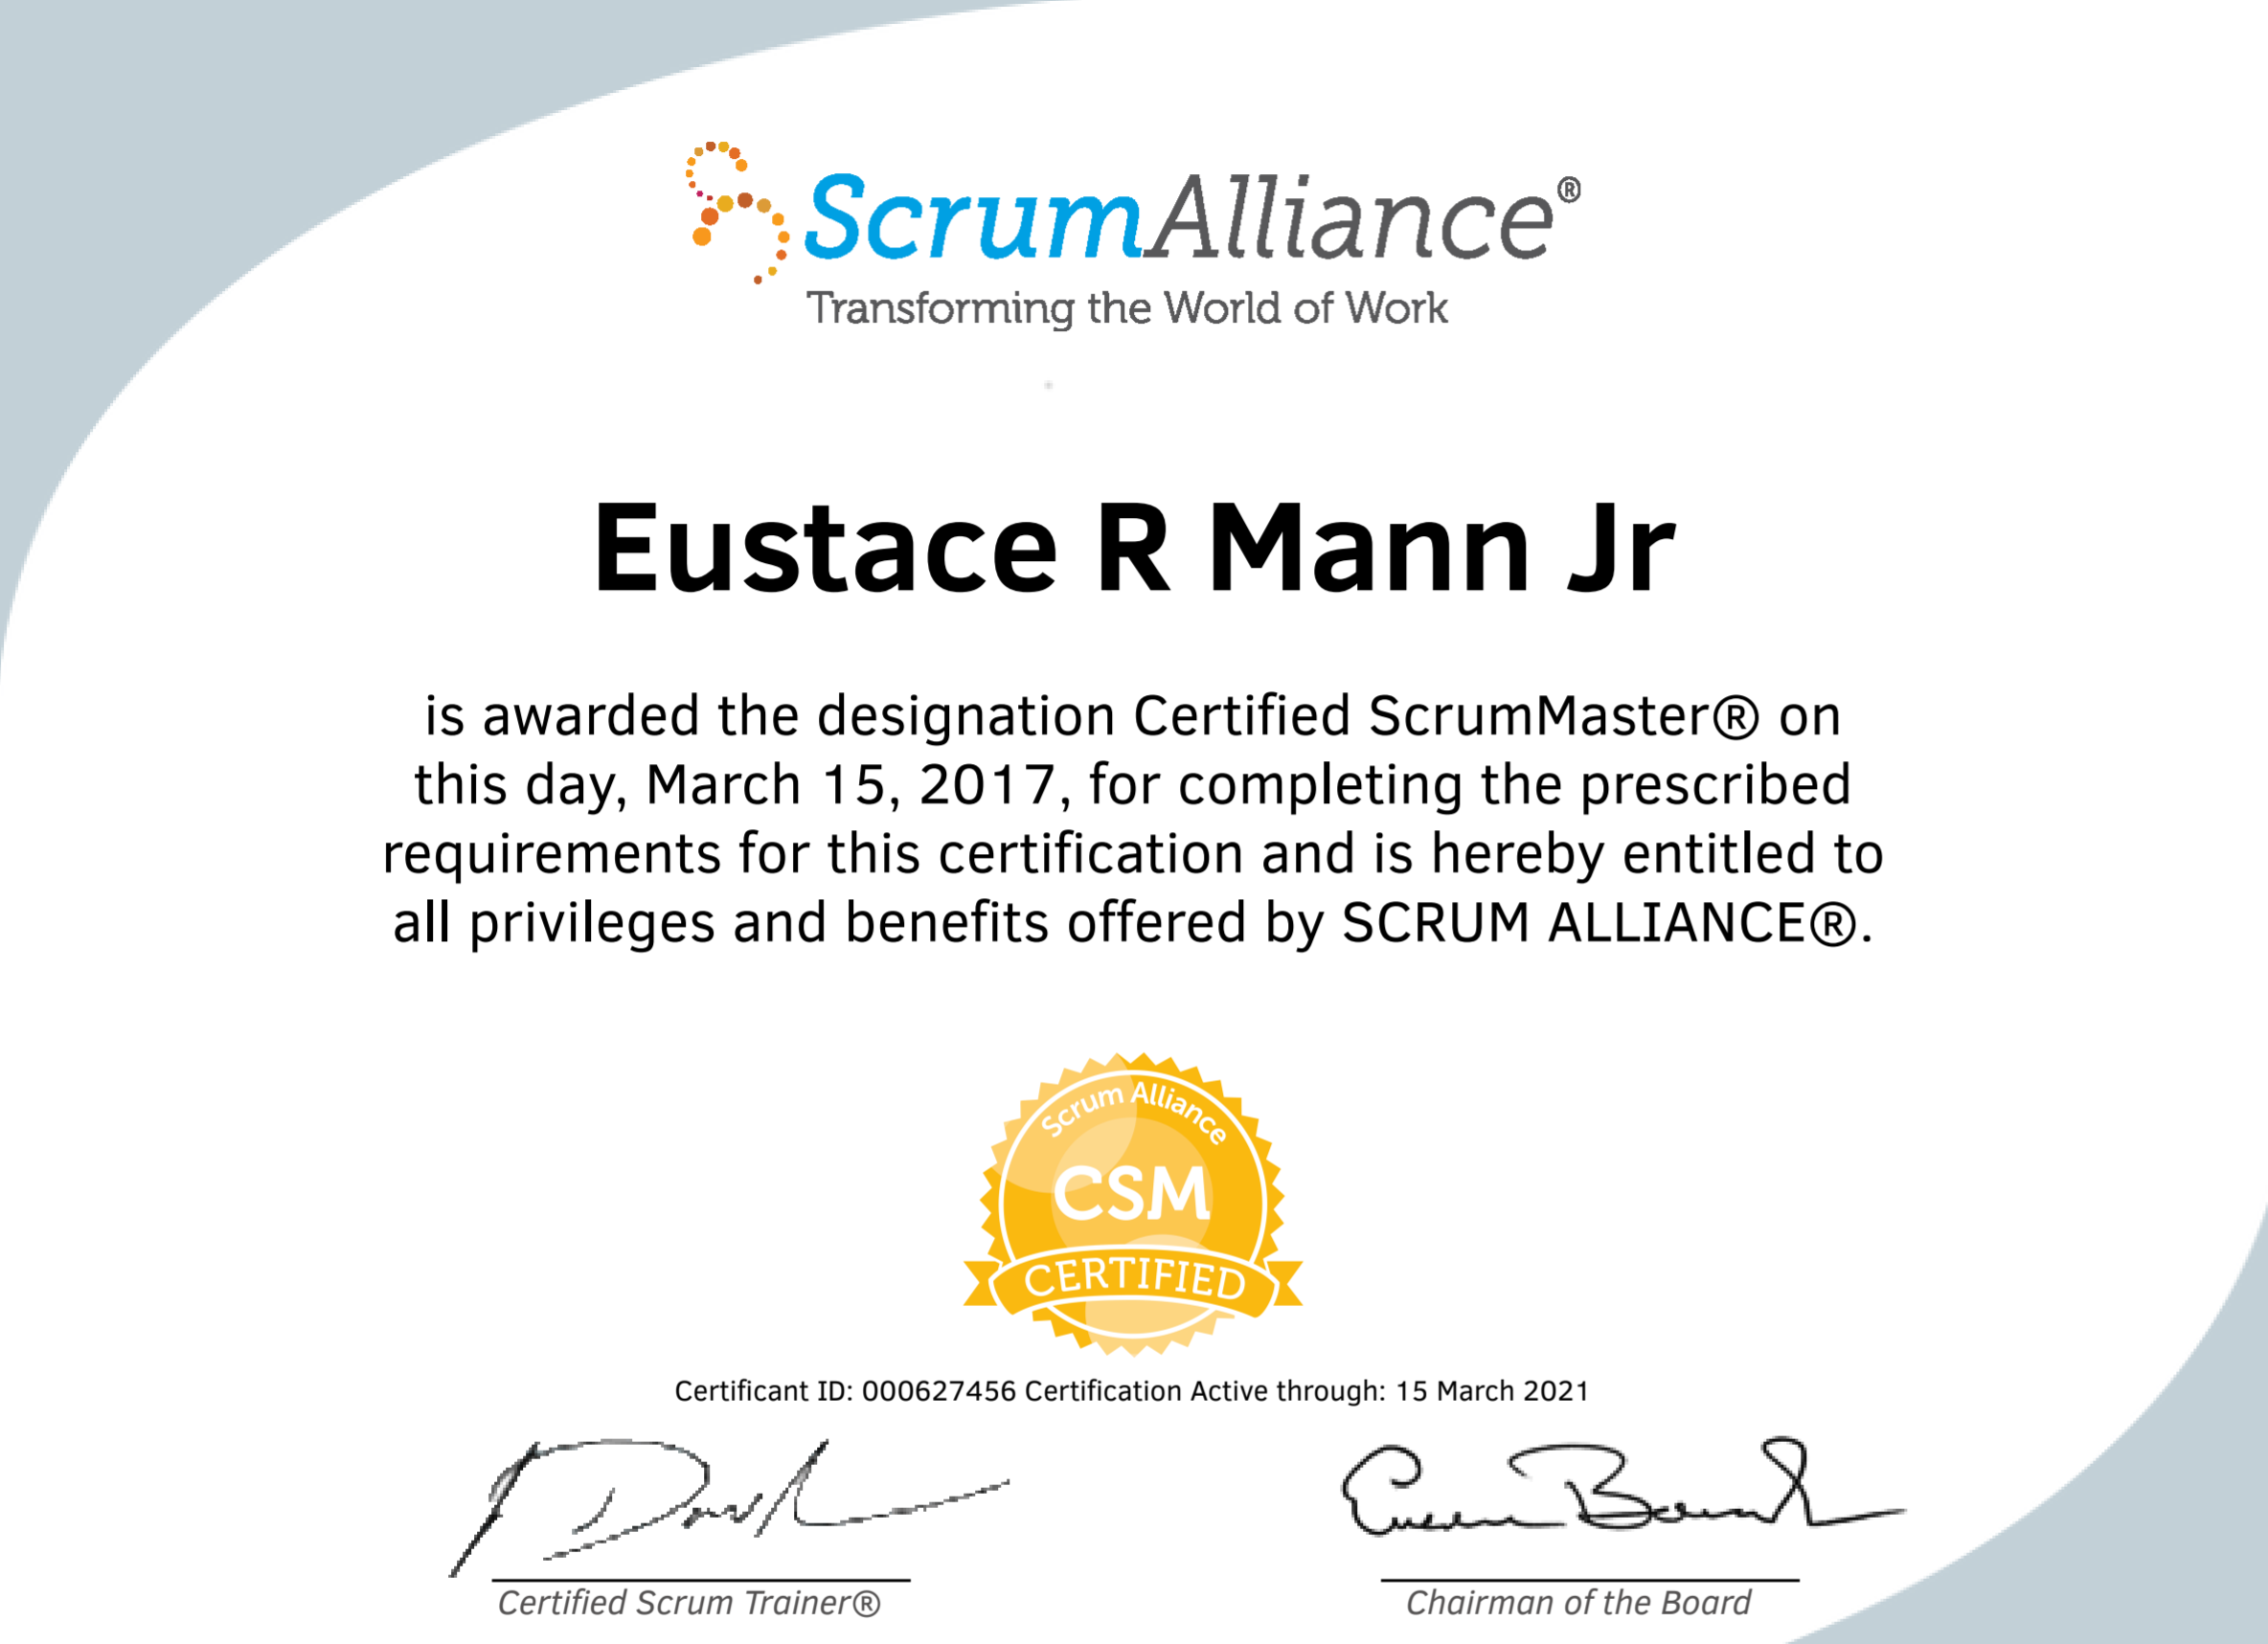 ScrumAlliance®
Transforming the World of Work
Eustace R Mann Jr
is awarded the designation Certified ScrumMaster® on
this day, March 15, 2017, for completing the prescribed
requirements for this certification and is hereby entitled to
all privileges and benefits offered by SCRUM ALLIANCE®.
Scrum Alliance
CSM
CERTIFIED
Certificant ID: 000627456 Certification Active through: 15 March 2021
Certified Scrum Trainer®
Chairman of the Board